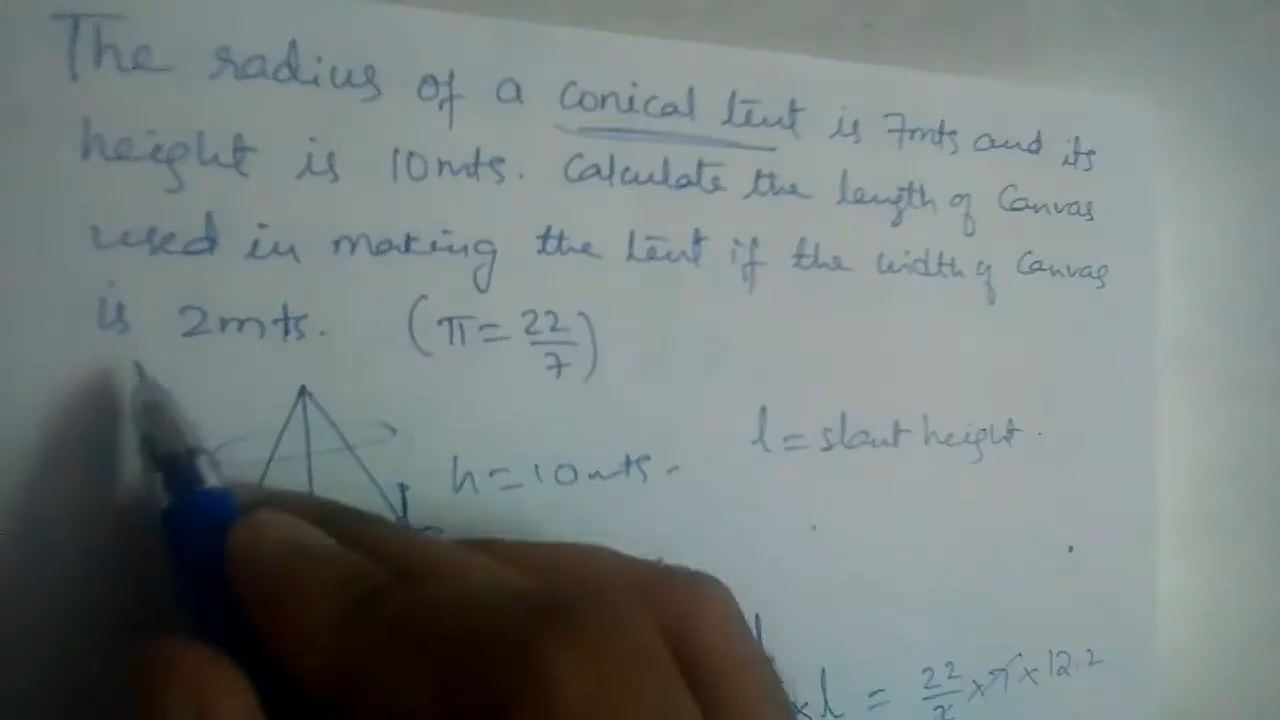 The radius of a conical tent is 7mts and its
height is 10mts. Calculate the length of Canvas
used in making the tent if the width of Canvas
is 2mts. (π = 22/7)
l = slant height.
h = 10mts.
l
xl = 22/7 x 7 x 12.2